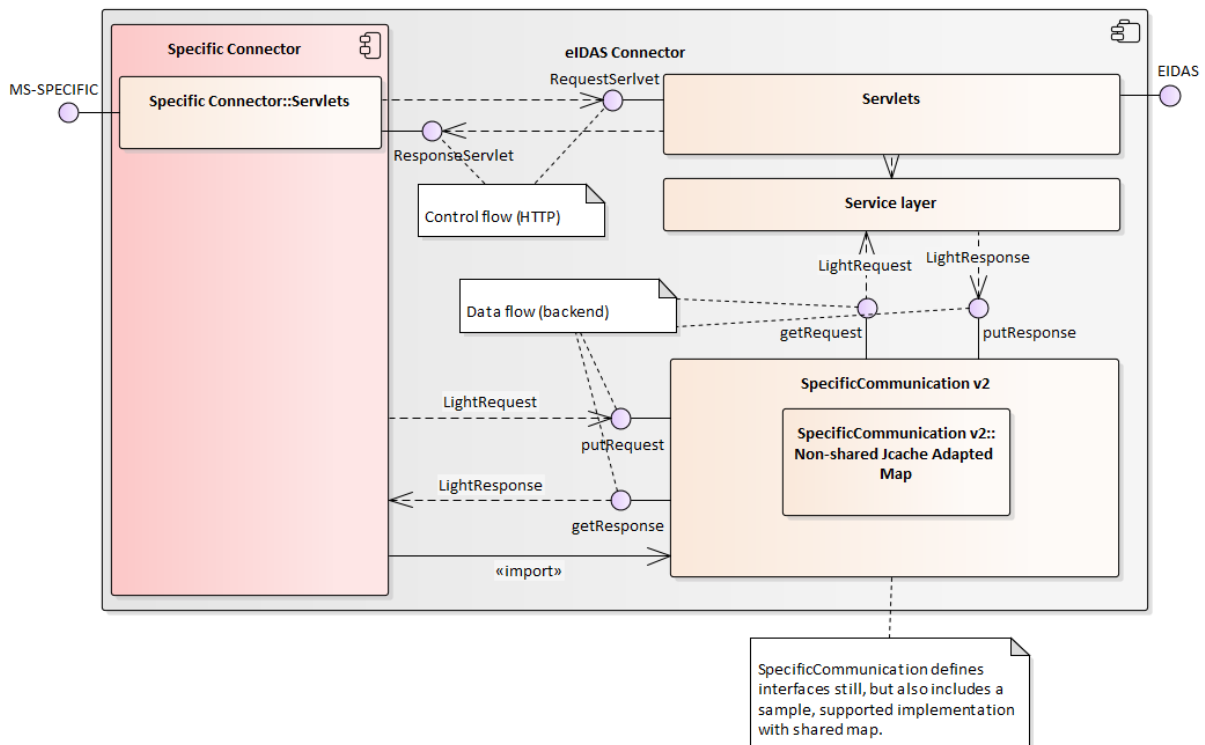 Specific Connector
eIDAS Connector
MS-SPECIFIC
Specific Connector::Servlets
RequestSerlvet
Servlets
EIDAS
ResponseServlet
Control flow (HTTP)
Service layer
LightRequest
LightResponse
Data flow (backend)
getRequest
putResponse
SpecificCommunication v2
LightRequest
putRequest
SpecificCommunication v2::
Non-shared Jcache Adapted
Map
LightResponse
getResponse
«import»
SpecificCommunication defines
interfaces still, but also includes a
sample, supported implementation
with shared map.